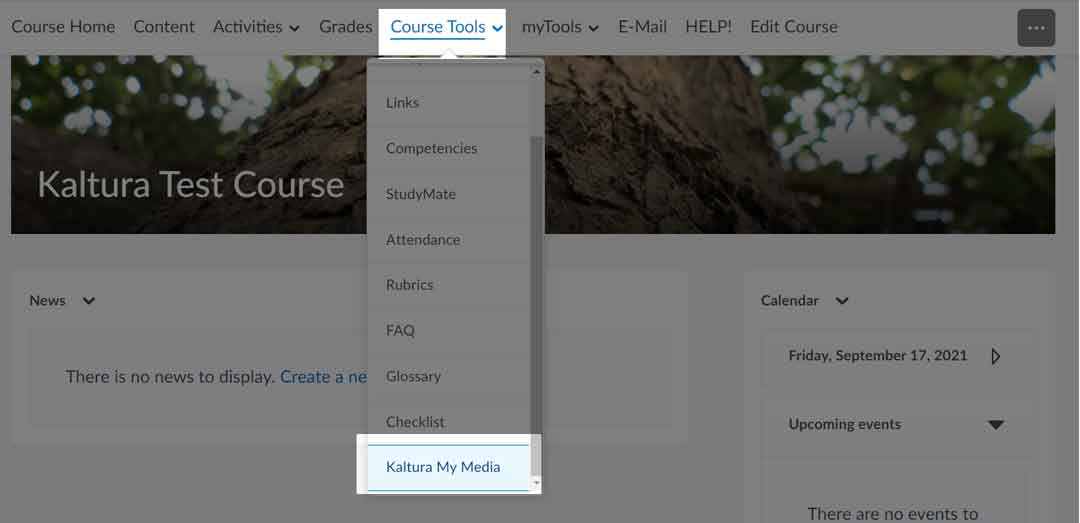 Course Home Content Activities Grades Course Tools myTools E-Mail HELP! Edit Course
Links
Competencies
Kaltura Test Course
StudyMate
Attendance
Rubrics
FAQ
Glossary
Checklist
Kaltura My Media
News
There is no news to display. Create a ne
Calendar
Friday, September 17, 2021
Upcoming events
There are no events to